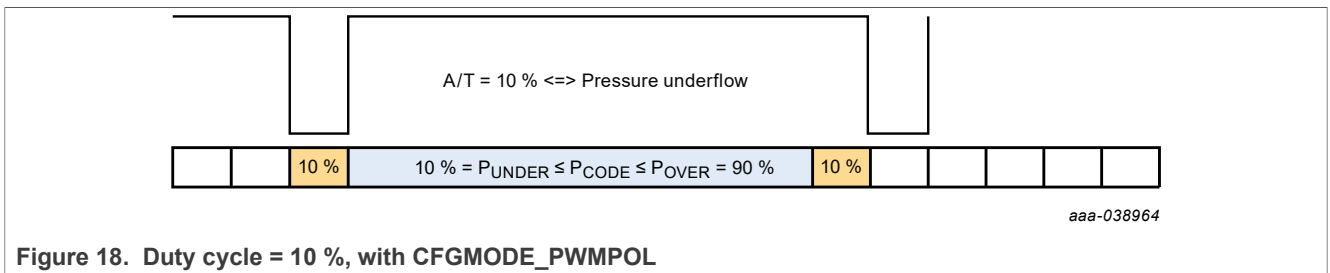 A/T = 10 % <=> Pressure underflow
10 % 10 % = PUNDER ≤ PCODE ≤ POVER = 90 % 10 %
aaa-038964
Figure 18. Duty cycle = 10 %, with CFGMODE_PWMPOL